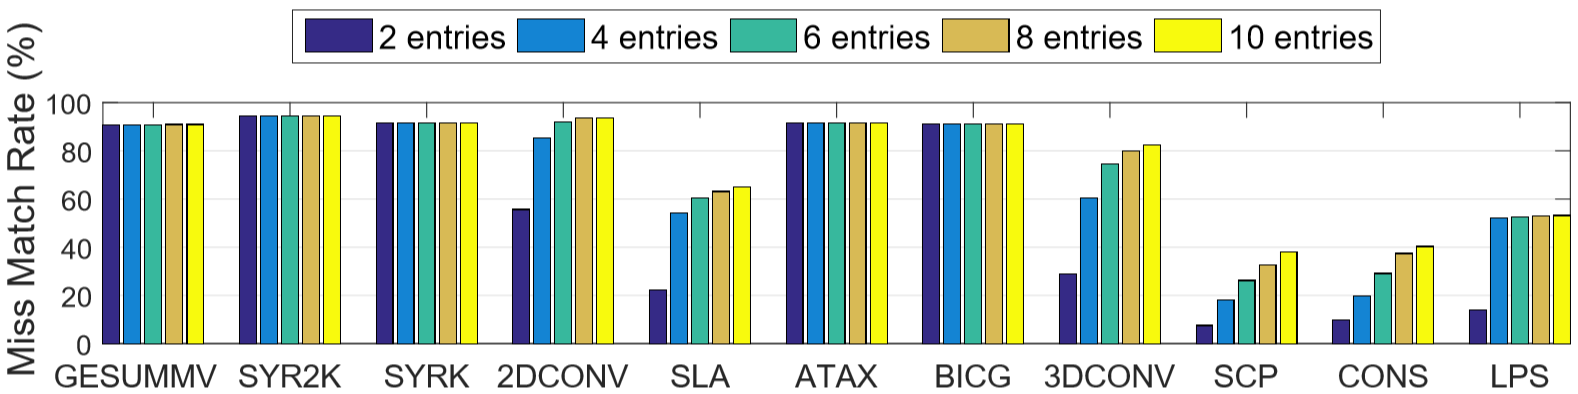 2 entries 4 entries 6 entries 8 entries 10 entries
Miss Match Rate (%)
100
80
60
40
20
0
GESUMMV SYR2K SYRK 2DCONV SLA ATAX BICG 3DCONV SCP CONS LPS